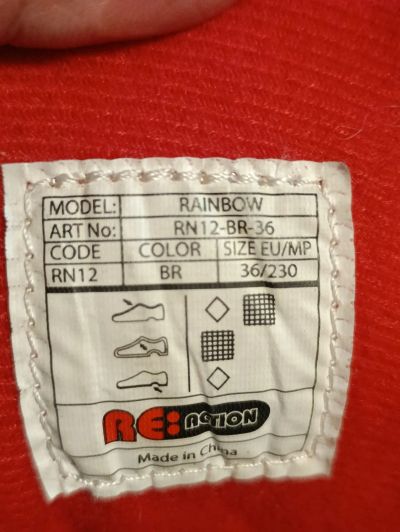 MODEL: RAINBOW
ART No: RN12-BR-36
CODE COLOR SIZE EU/MP
RN12 BR 36/230
RE:ACTION
Made in China